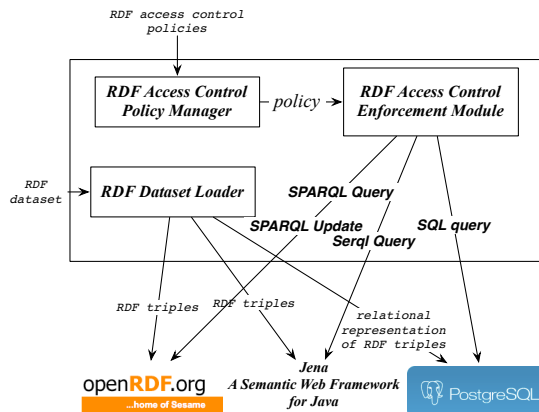 RDF access control
policies
RDF Access Control
Policy Manager
policy
RDF Access Control
Enforcement Module
RDF
dataset
RDF Dataset Loader
SPARQL Query
SPARQL Update
Serql Query
SQL query
RDF triples
RDF triples
relational
representation
of RDF triples
openRDF.org
...home of Sesame
Jena
A Semantic Web Framework
for Java
PostgreSQL